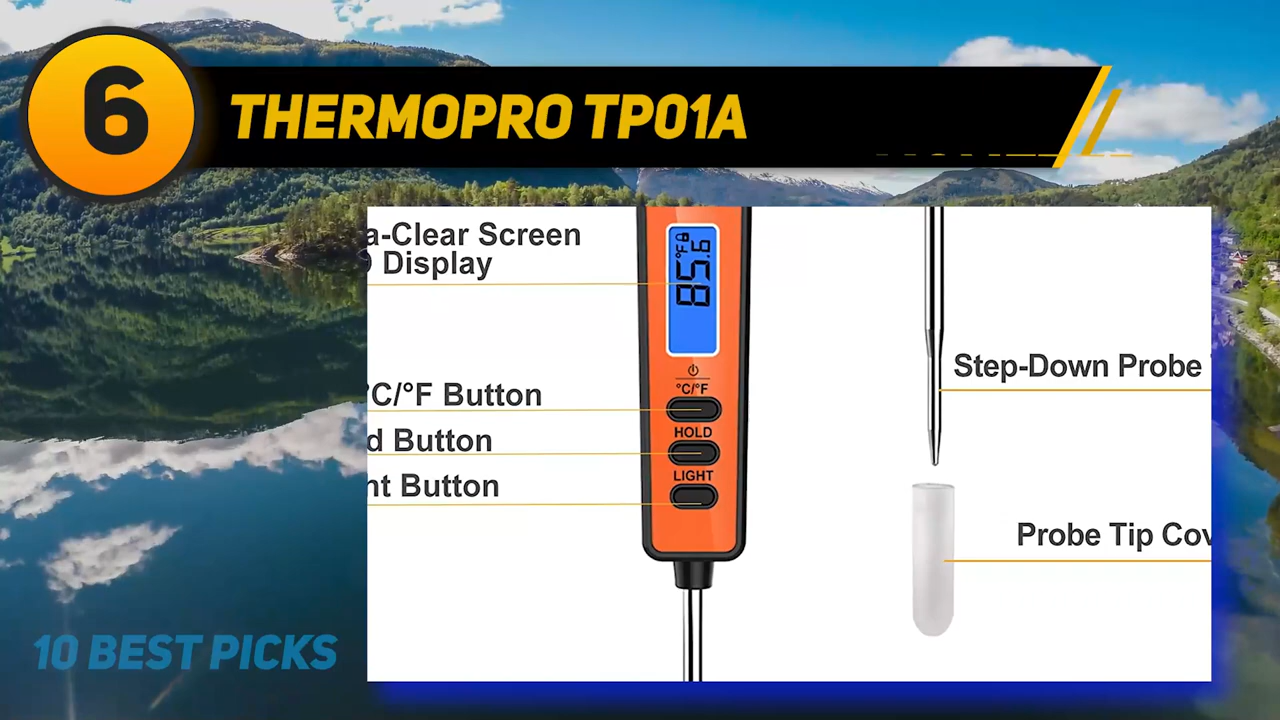 6
THERMOPRO TP01A
a-Clear Screen
D Display
85.6 °F
°C/°F
HOLD
LIGHT
°C/°F Button
d Button
ht Button
Step-Down Probe
Probe Tip Cov
10 BEST PICKS